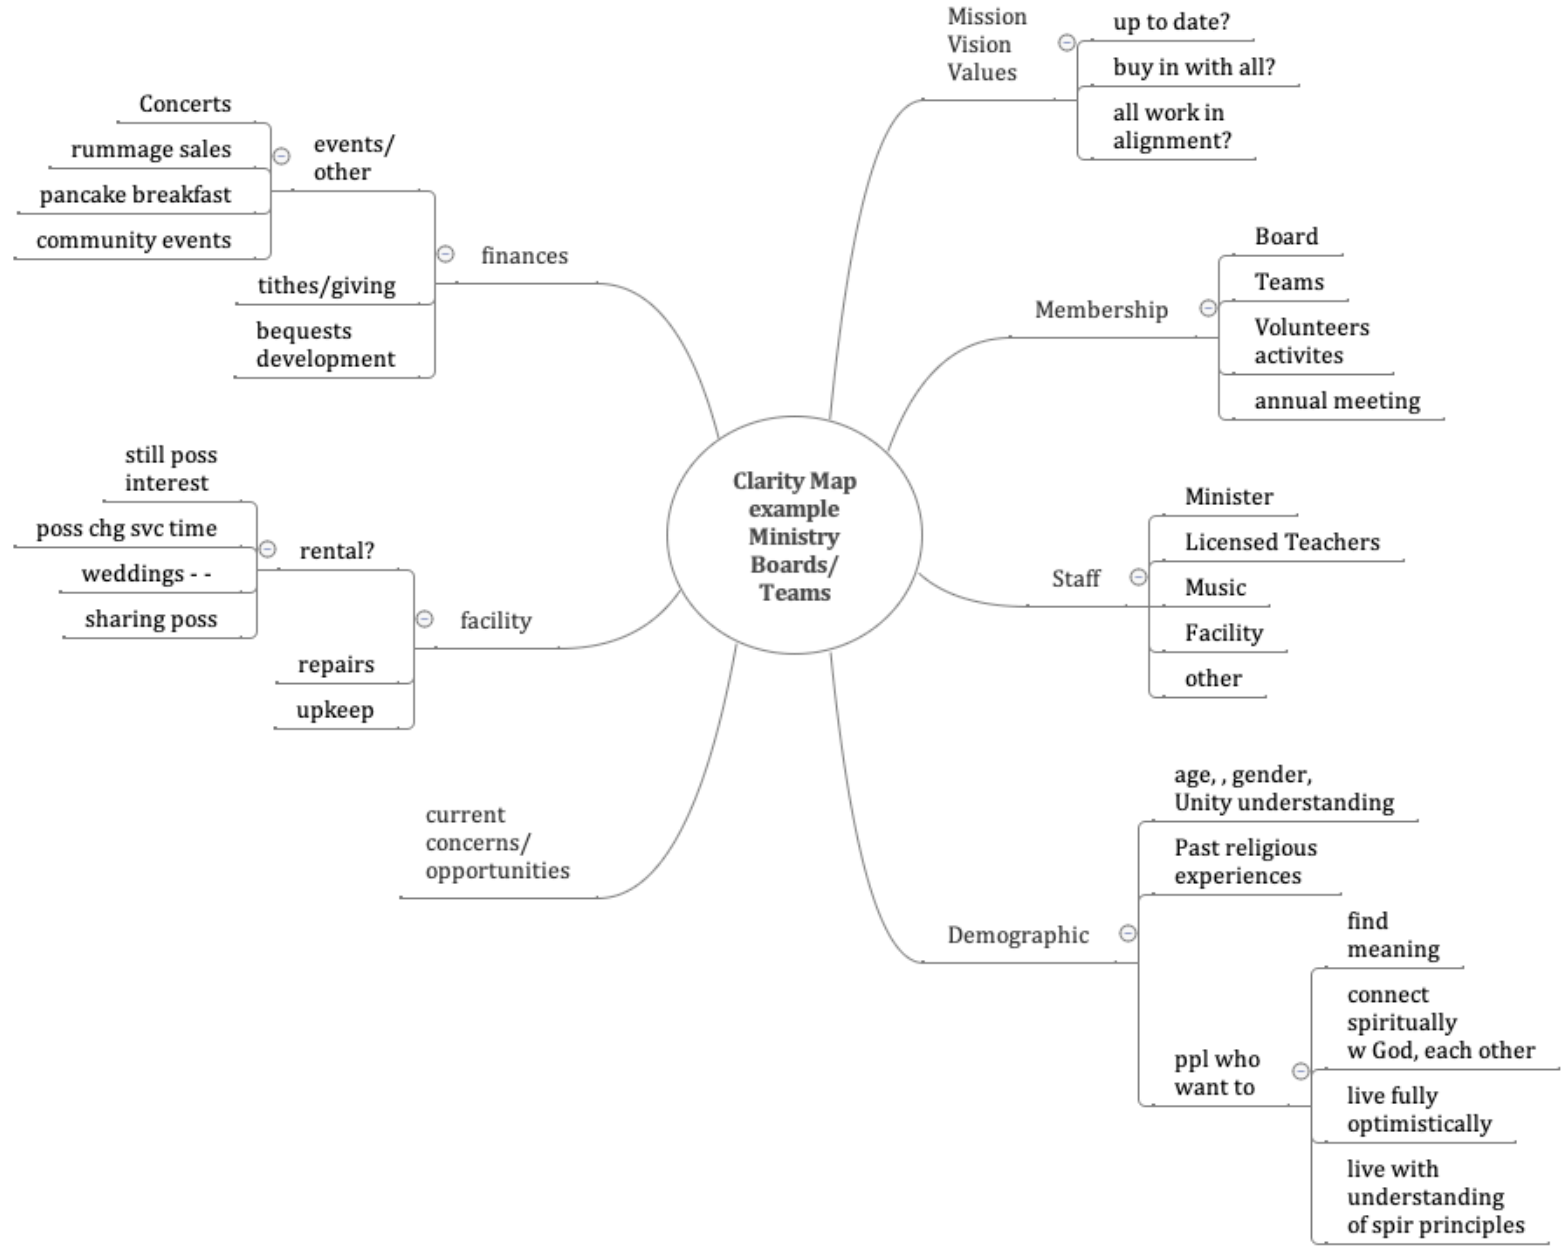 Clarity Map
example
Ministry
Boards/
Teams
Mission
Vision
Values
up to date?
buy in with all?
all work in
alignment?
Membership
Board
Teams
Volunteers
activites
annual meeting
Staff
Minister
Licensed Teachers
Music
Facility
other
Demographic
age, , gender,
Unity understanding
Past religious
experiences
ppl who
want to
find
meaning
connect
spiritually
w God, each other
live fully
optimistically
live with
understanding
of spir principles
finances
events/
other
Concerts
rummage sales
pancake breakfast
community events
tithes/giving
bequests
development
facility
rental?
still poss
interest
poss chg svc time
weddings - -
sharing poss
repairs
upkeep
current
concerns/
opportunities